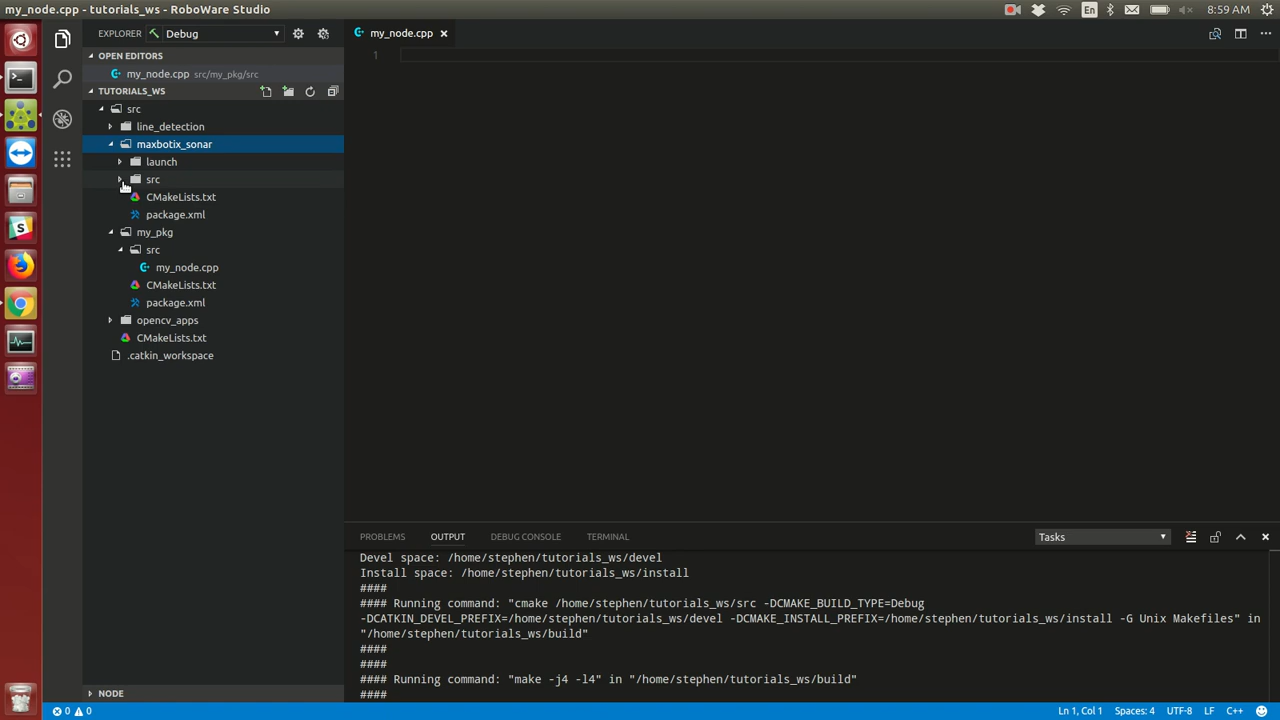 my_node.cpp - tutorials_ws - RoboWare Studio
En
8:59 AM
EXPLORER
Debug
my_node.cpp
OPEN EDITORS
my_node.cpp src/my_pkg/src
1
TUTORIALS_WS
src
line_detection
maxbotix_sonar
launch
src
CMakeLists.txt
package.xml
my_pkg
src
my_node.cpp
CMakeLists.txt
package.xml
opencv_apps
CMakeLists.txt
.catkin_workspace
PROBLEMS OUTPUT DEBUG CONSOLE TERMINAL
Tasks
Devel space: /home/stephen/tutorials_ws/devel
Install space: /home/stephen/tutorials_ws/install
####
#### Running command: "cmake /home/stephen/tutorials_ws/src -DCMAKE_BUILD_TYPE=Debug
-DCATKIN_DEVEL_PREFIX=/home/stephen/tutorials_ws/devel -DCMAKE_INSTALL_PREFIX=/home/stephen/tutorials_ws/install -G Unix Makefiles" in
"/home/stephen/tutorials_ws/build"
####
####
#### Running command: "make -j4 -l4" in "/home/stephen/tutorials_ws/build"
####
NODE
0 0
Ln 1, Col 1 Spaces: 4 UTF-8 LF C++